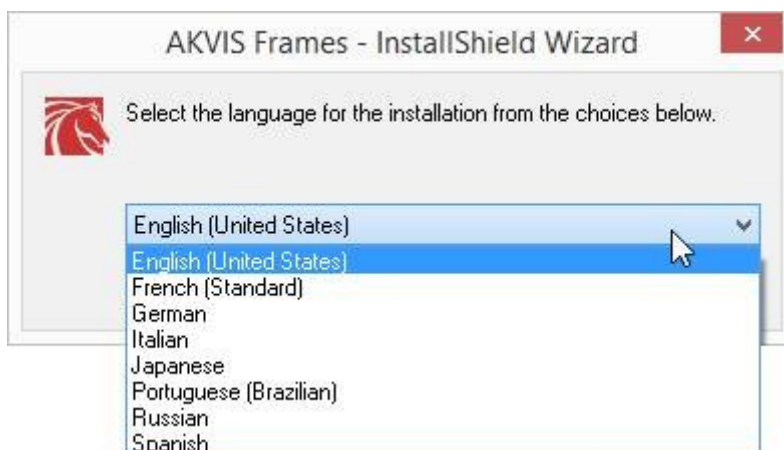 AKVIS Frames - InstallShield Wizard
Select the language for the installation from the choices below.
English (United States)
English (United States)
French (Standard)
German
Italian
Japanese
Portuguese (Brazilian)
Russian
Spanish